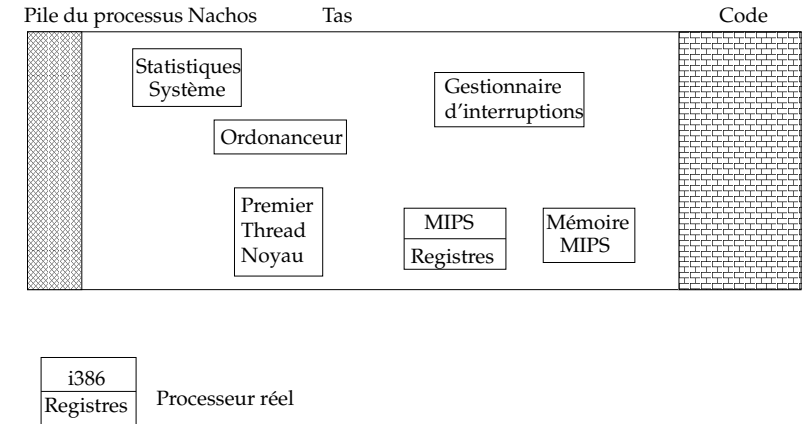 Pile du processus Nachos
Tas
Code
Statistiques
Système
Gestionnaire
d'interruptions
Ordonanceur
Premier
Thread
Noyau
MIPS
Registres
Mémoire
MIPS
i386
Registres
Processeur réel